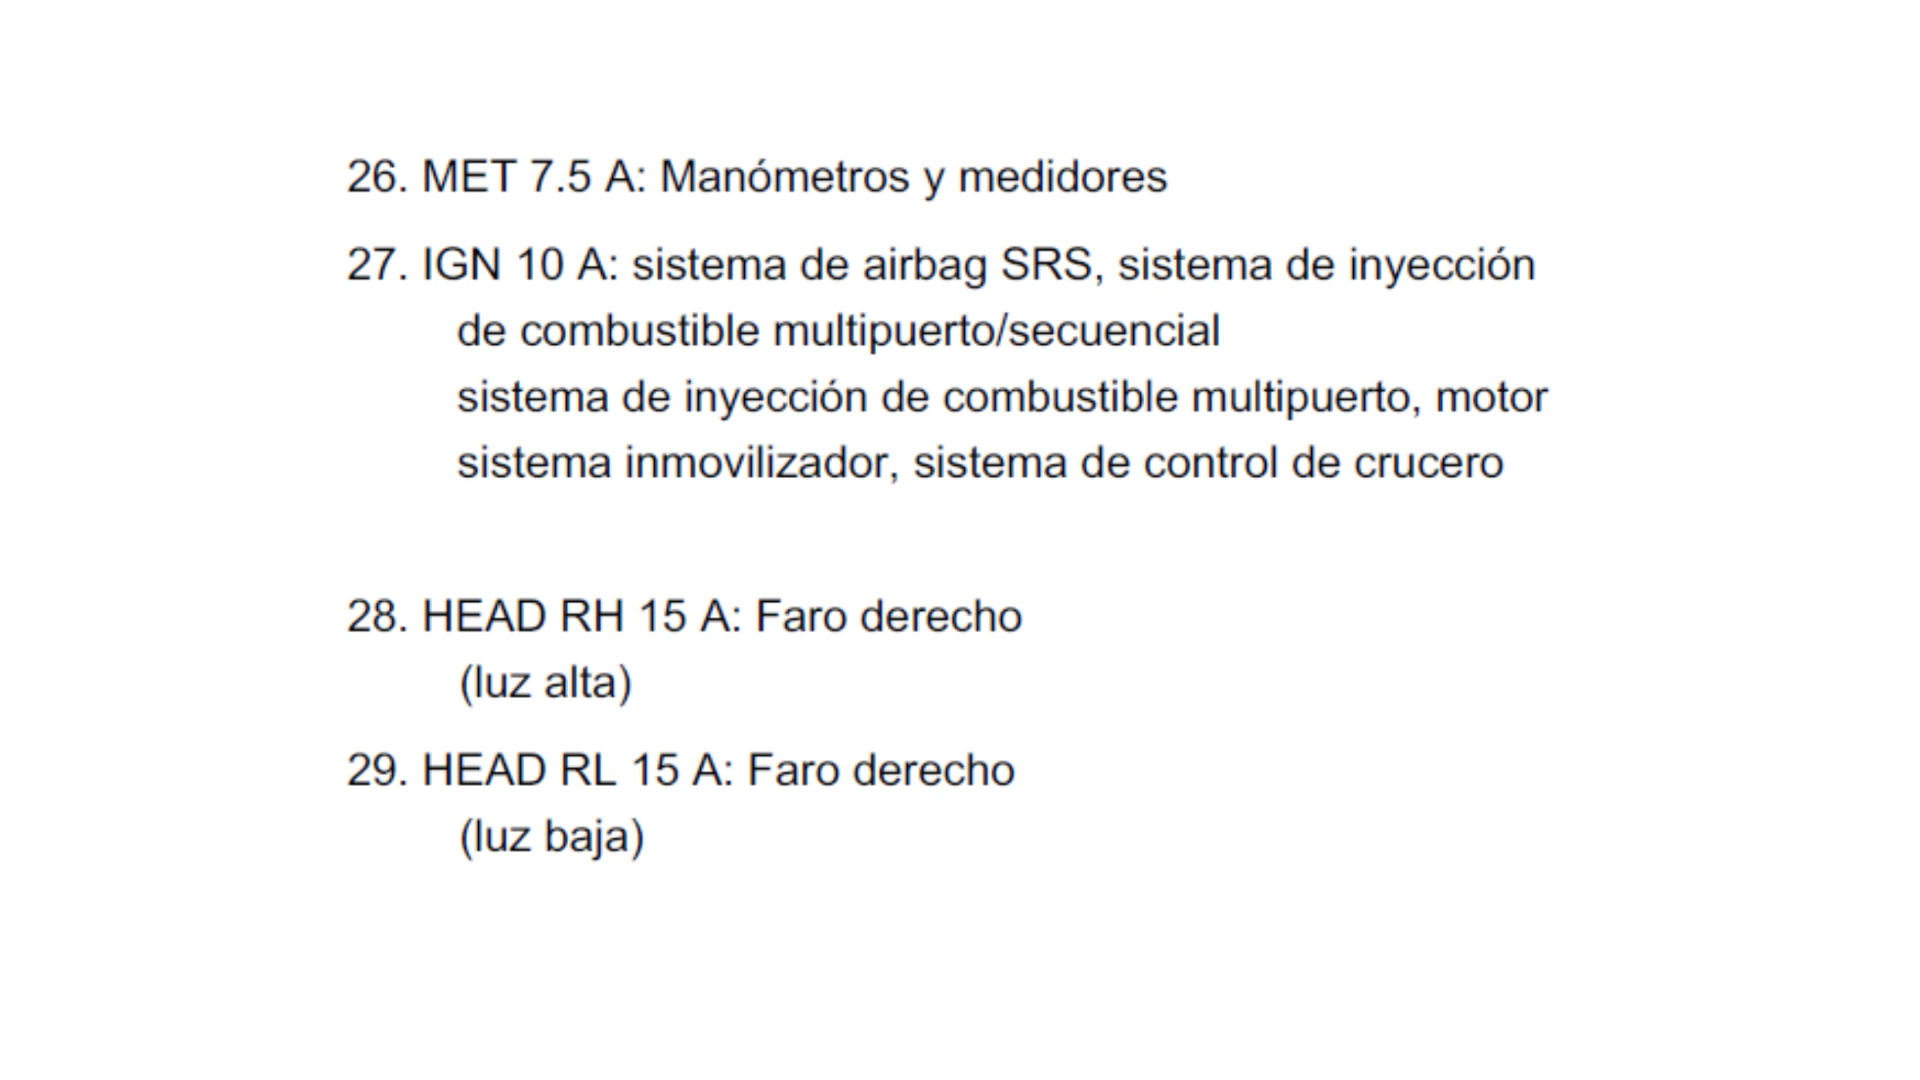 26. MET 7.5 A: Manómetros y medidores
27. IGN 10 A: sistema de airbag SRS, sistema de inyección
de combustible multipuerto/secuencial
sistema de inyección de combustible multipuerto, motor
sistema inmovilizador, sistema de control de crucero
28. HEAD RH 15 A: Faro derecho
(luz alta)
29. HEAD RL 15 A: Faro derecho
(luz baja)